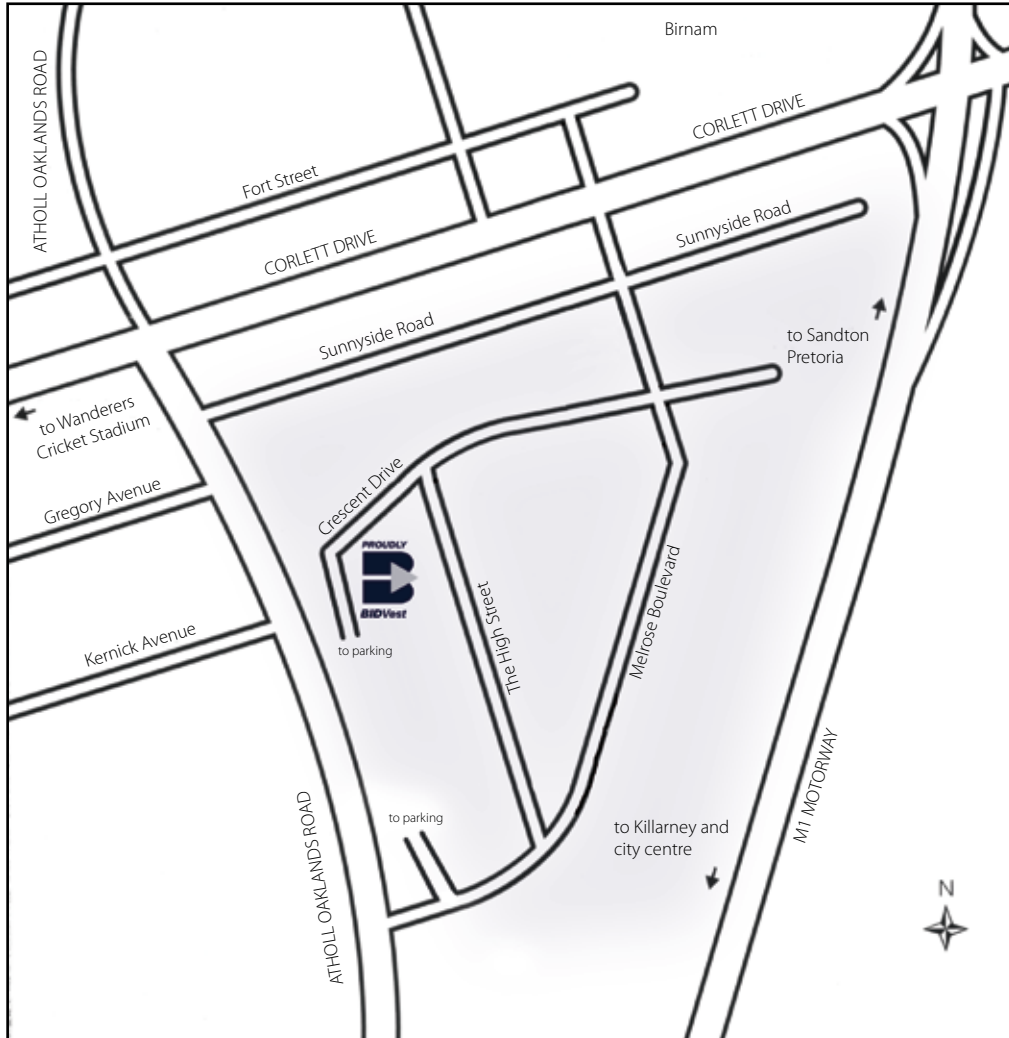 Birnam
ATHOLL OAKLANDS ROAD
CORLETT DRIVE
Fort Street
Sunnyside Road
CORLETT DRIVE
Sunnyside Road
to Sandton
Pretoria
to Wanderers
Cricket Stadium
Crescent Drive
Gregory Avenue
PROUDLY
B
BIDVest
The High Street
Melrose Boulevard
Kernick Avenue
to parking
M1 MOTORWAY
ATHOLL OAKLANDS ROAD
to parking
to Killarney and
city centre
N